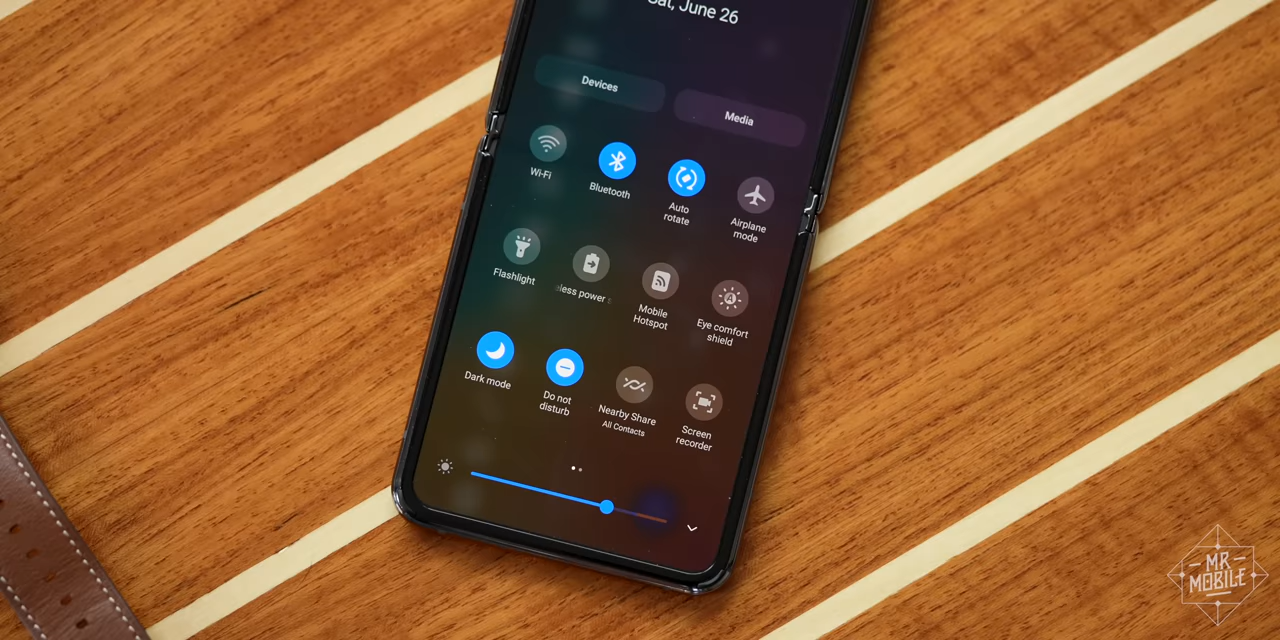 Sat, June 26
Devices
Media
Wi-Fi
Bluetooth
Auto
rotate
Airplane
mode
Flashlight
less power s
Mobile
Hotspot
Eye comfort
shield
Dark mode
Do not
disturb
Nearby Share
All Contacts
Screen
recorder
MR
MOBILE